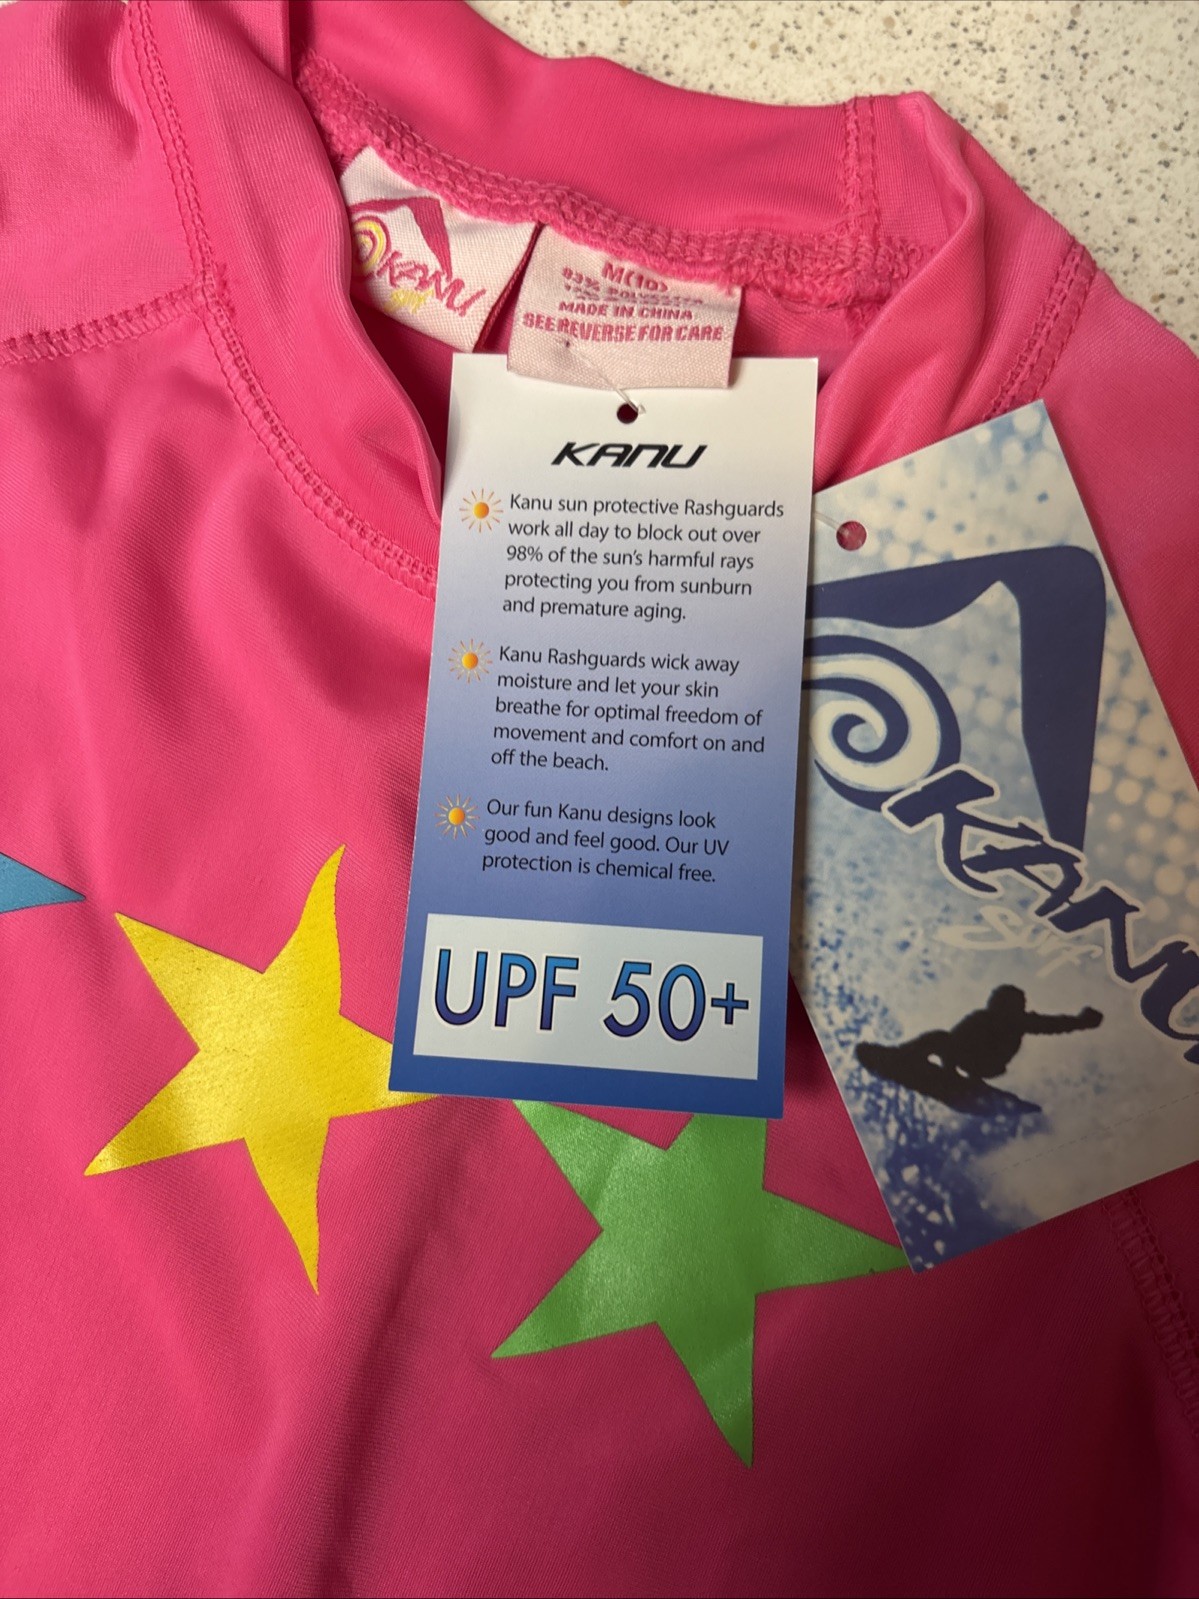 KANU
surf
M(10)
MADE IN CHINA
SEE REVERSE FOR CARE
KANU
Kanu sun protective Rashguards
work all day to block out over
98% of the sun's harmful rays
protecting you from sunburn
and premature aging.
Kanu Rashguards wick away
moisture and let your skin
breathe for optimal freedom of
movement and comfort on and
off the beach.
Our fun Kanu designs look
good and feel good. Our UV
protection is chemical free.
UPF 50+
KANU
Surf